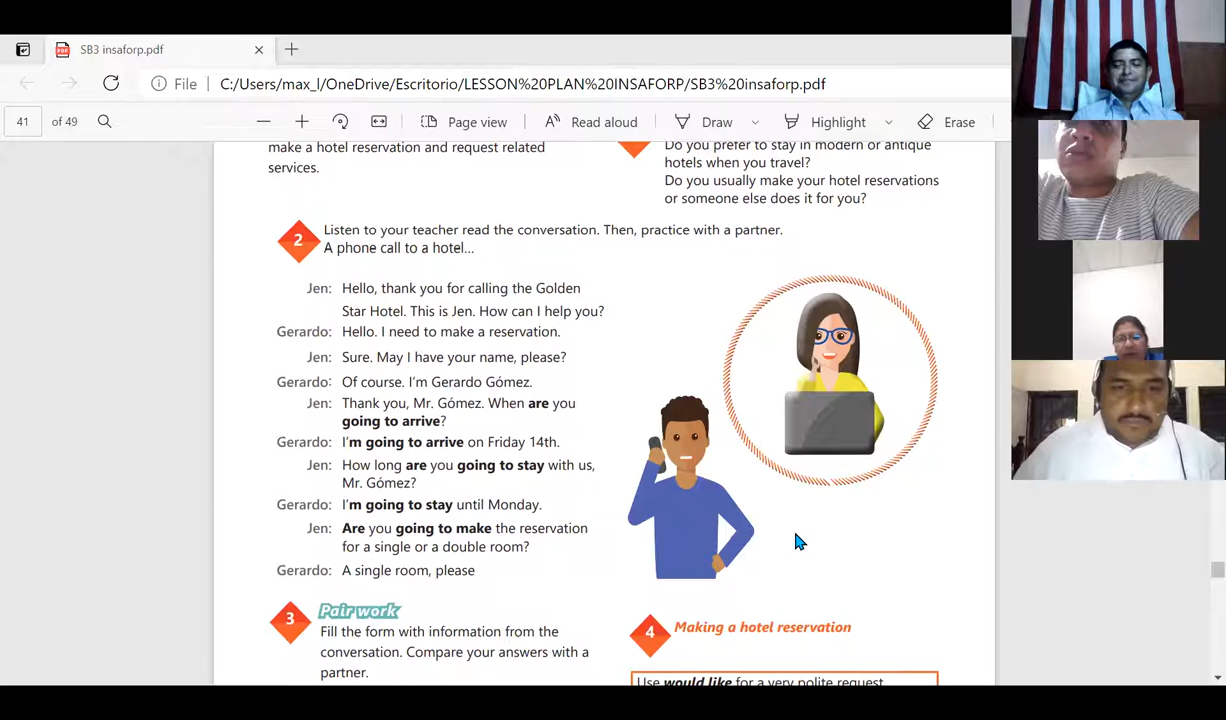 SB3 insaforp.pdf
File
C:/Users/max_l/OneDrive/Escritorio/LESSON%20PLAN%20INSAFORP/SB3%20insaforp.pdf
41
of 49
Page view
Read aloud
Draw
Highlight
Erase
make a hotel reservation and request related
services.
Do you prefer to stay in modern or antique
hotels when you travel?
Do you usually make your hotel reservations
or someone else does it for you?
2
Listen to your teacher read the conversation. Then, practice with a partner.
A phone call to a hotel...
Jen: Hello, thank you for calling the Golden
Star Hotel. This is Jen. How can I help you?
Gerardo: Hello. I need to make a reservation.
Jen: Sure. May I have your name, please?
Gerardo: Of course. I'm Gerardo Gómez.
Jen: Thank you, Mr. Gómez. When are you
going to arrive?
Gerardo: I'm going to arrive on Friday 14th.
Jen: How long are you going to stay with us,
Mr. Gómez?
Gerardo: I'm going to stay until Monday.
Jen: Are you going to make the reservation
for a single or a double room?
Gerardo: A single room, please
3
Pair work
Fill the form with information from the
conversation. Compare your answers with a
partner.
4
Making a hotel reservation
Use would like for a very polite request